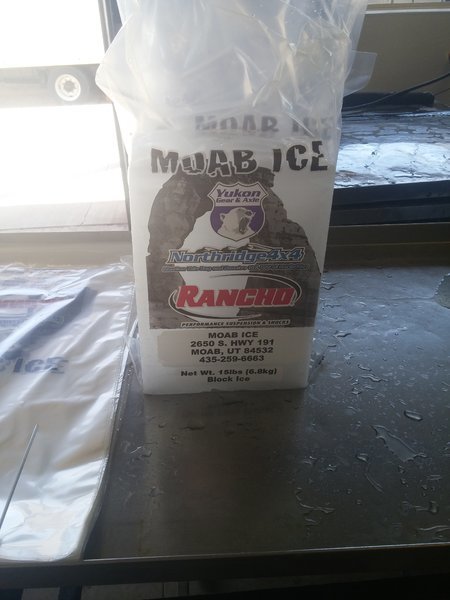 MOAB ICE
MOAB ICE
Yukon
Gear & Axle
Northridge4x4
RANCHO
PERFORMANCE SUSPENSION & SHOCKS
MOAB ICE
2650 S. HWY 191
MOAB, UT 84532
435-259-6663
Net Wt. 15lbs (6.8kg)
Block Ice
ICE